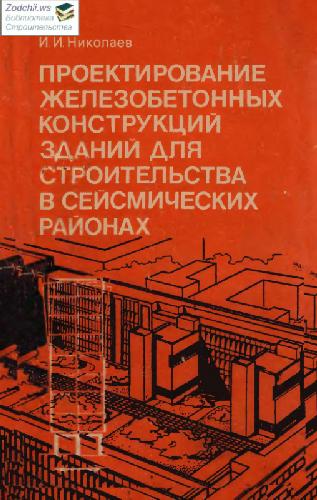 Zodchii.ws
Библиотека
Строительства
И. И. Николаев
ПРОЕКТИРОВАНИЕ
ЖЕЛЕЗОБЕТОННЫХ
КОНСТРУКЦИЙ
ЗДАНИЙ ДЛЯ
СТРОИТЕЛЬСТВА
В СЕЙСМИЧЕСКИХ
РАЙОНАХ